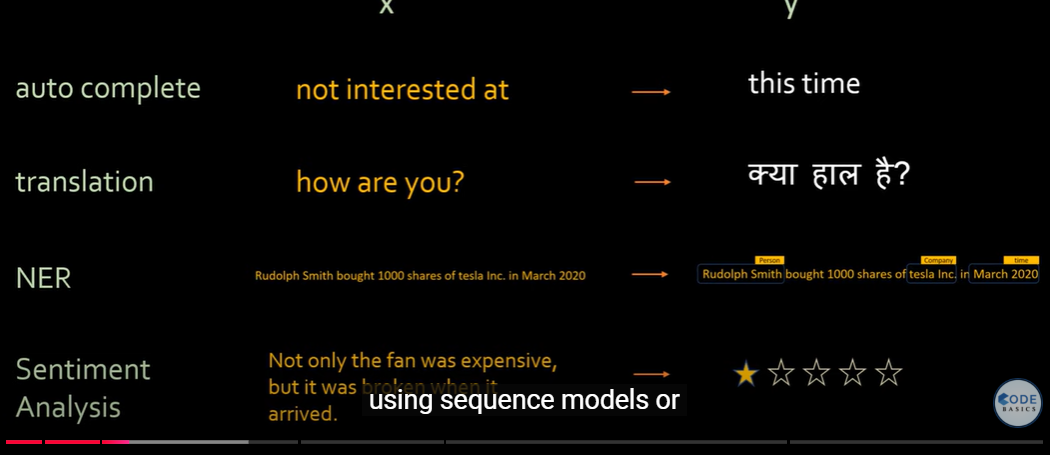 x y
auto complete not interested at this time
translation how are you? क्या हाल है?
Person Company time
NER Rudolph Smith bought 1000 shares of tesla Inc. in March 2020 Rudolph Smith bought 1000 shares of tesla Inc. in March 2020
Sentiment
Analysis
Not only the fan was expensive,
but it was broken when it
arrived.
using sequence models or
CODE
BASICS